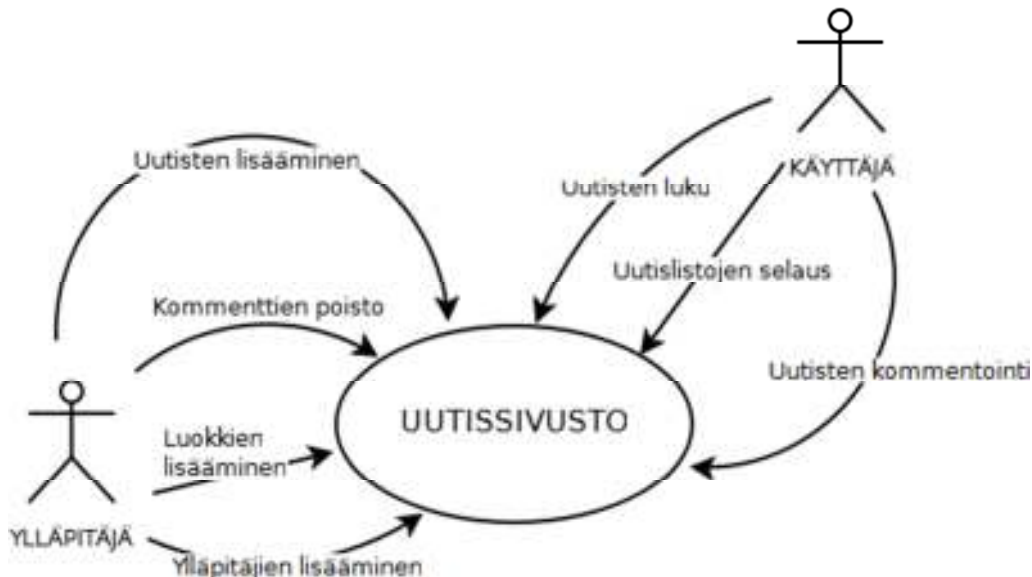 Uutisten lisääminen
Uutisten luku
KÄYTTÄJÄ
Uutislistojen selaus
Kommenttien poisto
Uutisten kommentointi
UUTISSIVUSTO
Luokkien
lisääminen
YLLÄPITÄJÄ
Ylläpitäjien lisääminen